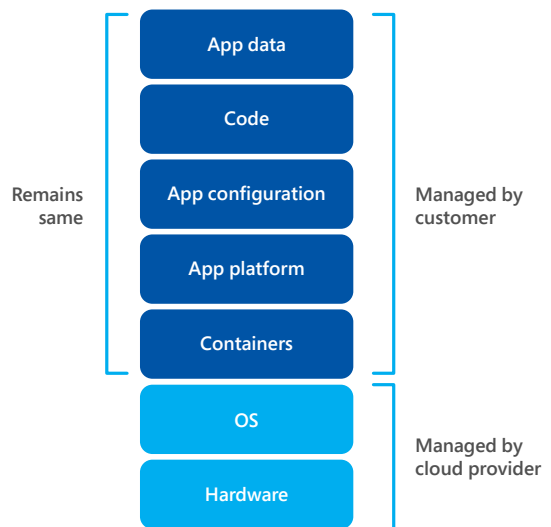 App data
Code
Remains
same
App configuration
Managed by
customer
App platform
Containers
OS
Managed by
cloud provider
Hardware